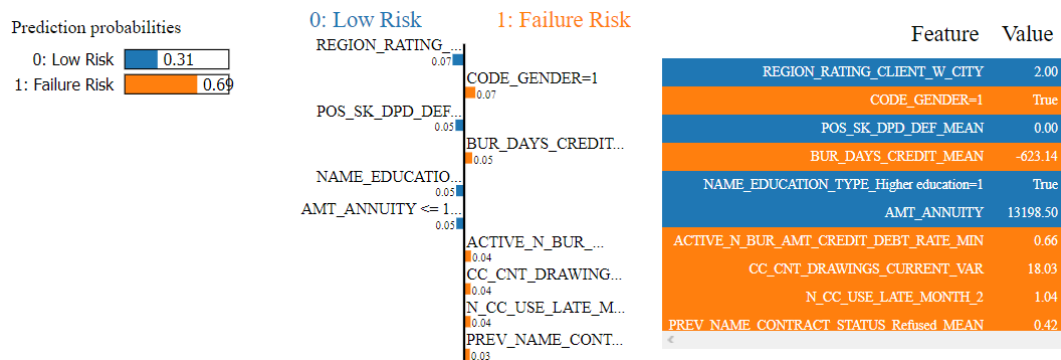 Prediction probabilities
0: Low Risk 0.31
1: Failure Risk 0.69
0: Low Risk 1: Failure Risk
REGION_RATING_...
0.07
CODE_GENDER=1
0.07
POS_SK_DPD_DEF...
0.05
BUR_DAYS_CREDIT...
0.05
NAME_EDUCATIO...
0.05
AMT_ANNUITY <= 1...
0.05
ACTIVE_N_BUR_...
0.04
CC_CNT_DRAWING...
0.04
N_CC_USE_LATE_M...
0.04
PREV_NAME_CONT...
0.03
Feature Value
REGION_RATING_CLIENT_W_CITY 2.00
CODE_GENDER=1 True
POS_SK_DPD_DEF_MEAN 0.00
BUR_DAYS_CREDIT_MEAN -623.14
NAME_EDUCATION_TYPE_Higher education=1 True
AMT_ANNUITY 13198.50
ACTIVE_N_BUR_AMT_CREDIT_DEBT_RATE_MIN 0.66
CC_CNT_DRAWINGS_CURRENT_VAR 18.03
N_CC_USE_LATE_MONTH_2 1.04
PREV_NAME_CONTRACT_STATUS_Refused_MEAN 0.42